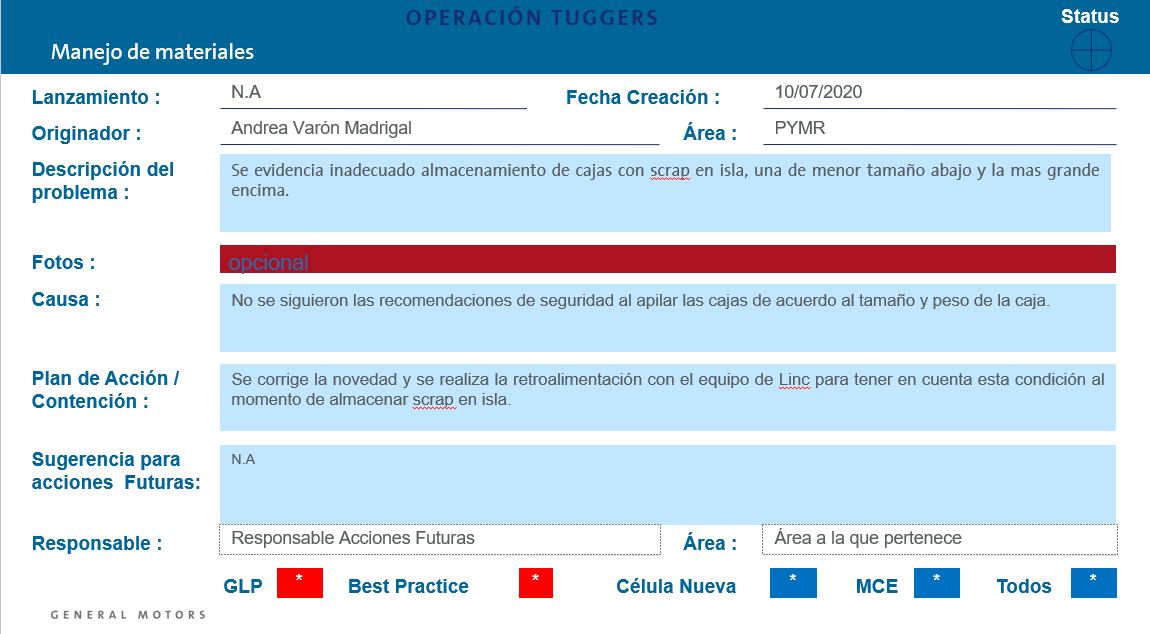 OPERACIÓN TUGGERS
Status
Manejo de materiales
Lanzamiento :
N.A
Fecha Creación :
10/07/2020
Originador :
Andrea Varón Madrigal
Área :
PYMR
Descripción del
problema :
Se evidencia inadecuado almacenamiento de cajas con scrap en isla, una de menor tamaño abajo y la mas grande
encima.
Fotos :
opcional
Causa :
No se siguieron las recomendaciones de seguridad al apilar las cajas de acuerdo al tamaño y peso de la caja.
Plan de Acción /
Contención :
Se corrige la novedad y se realiza la retroalimentación con el equipo de Linc para tener en cuenta esta condición al
momento de almacenar scrap en isla.
Sugerencia para
acciones Futuras:
N.A
Responsable :
Responsable Acciones Futuras
Área :
Área a la que pertenece
GLP * Best Practice * Célula Nueva * MCE * Todos *
GENERAL MOTORS